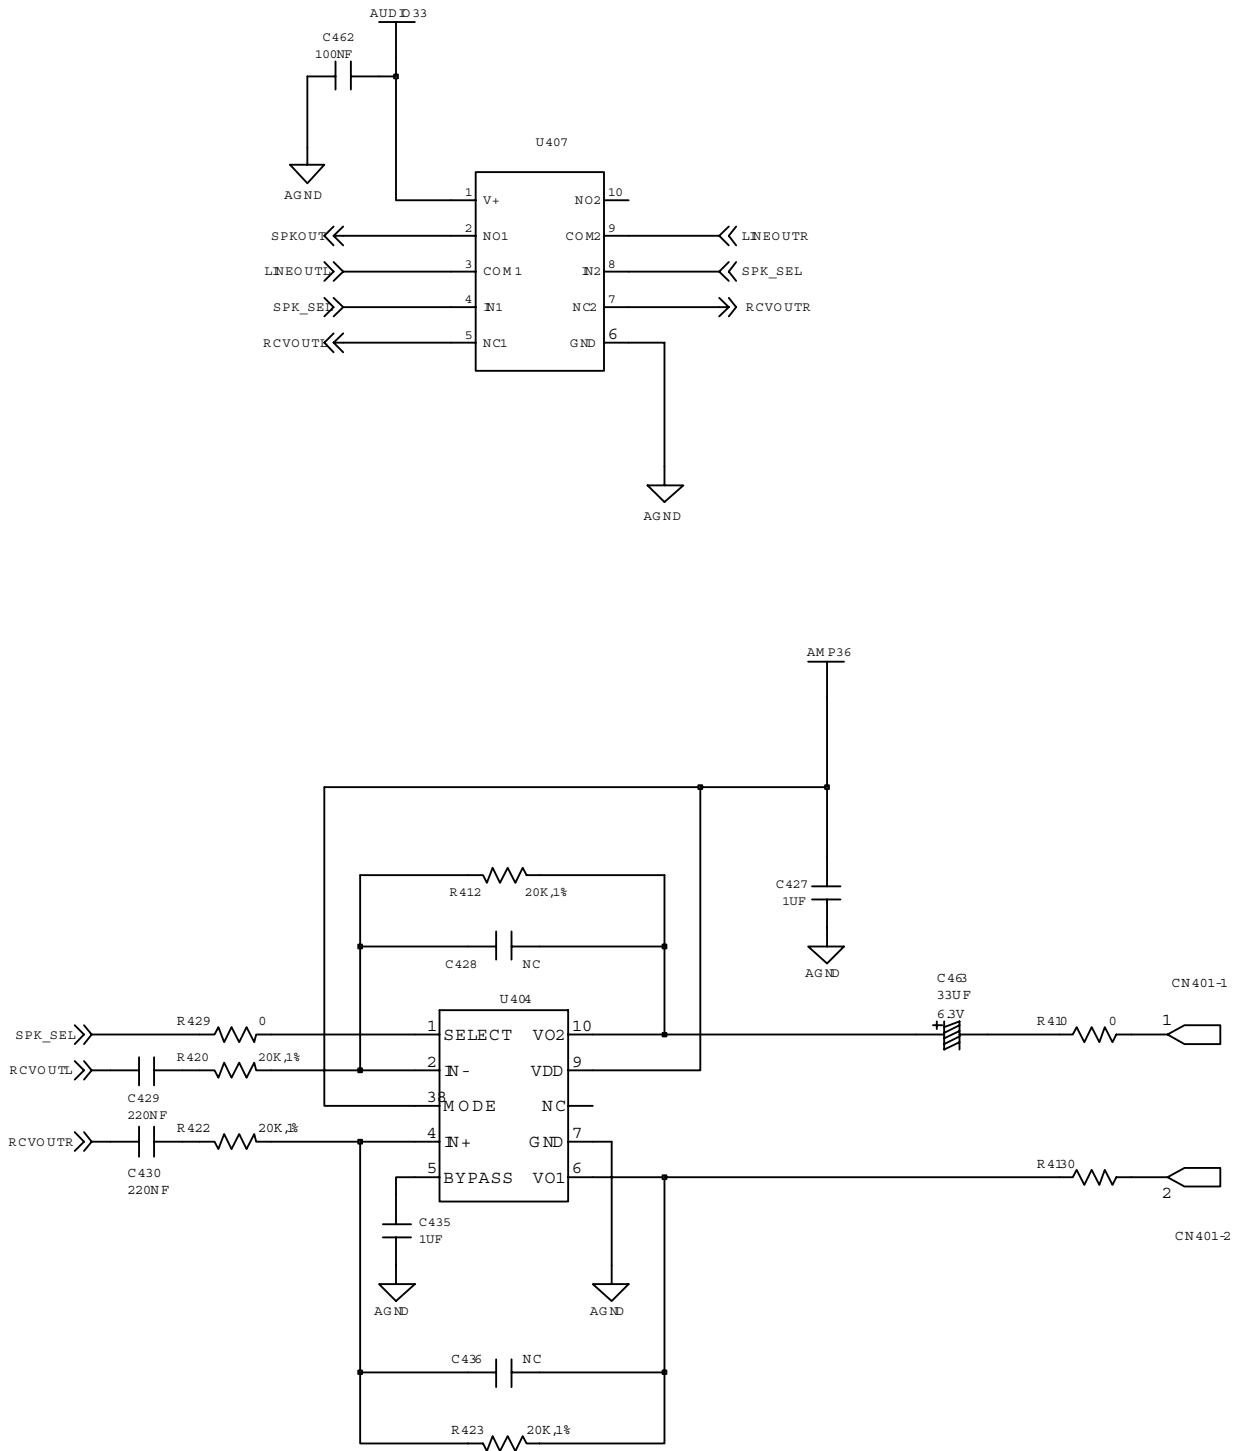 AUDIO33
C462
100NF
AGND
U407
1 V+ NO2 10
SPKOUT 2 NO1 COM2 9 LINEOUTR
LINEOUTL 3 COM1 IN2 8 SPK_SEL
SPK_SEL 4 IN1 NC2 7 RCVOUTR
RCVOUTL 5 NC1 GND 6
AGND
AMP36
R412 20K,1%
C427
1UF
C428 NC
AGND
C463
33UF
6.3V
CN401-1
U404
SPK_SEL R429 0 1 SELECT VO2 10 R410 0 1
RCVOUTL R420 20K,1% 2 IN- VDD 9
C429
220NF
3 8 MODE NC
RCVOUTR R422 20K,1% 4 IN+ GND 7
C430
220NF
5 BYPASS VO1 6 R413 0 2
C435
1UF
CN401-2
AGND AGND
C436 NC
R423 20K,1%